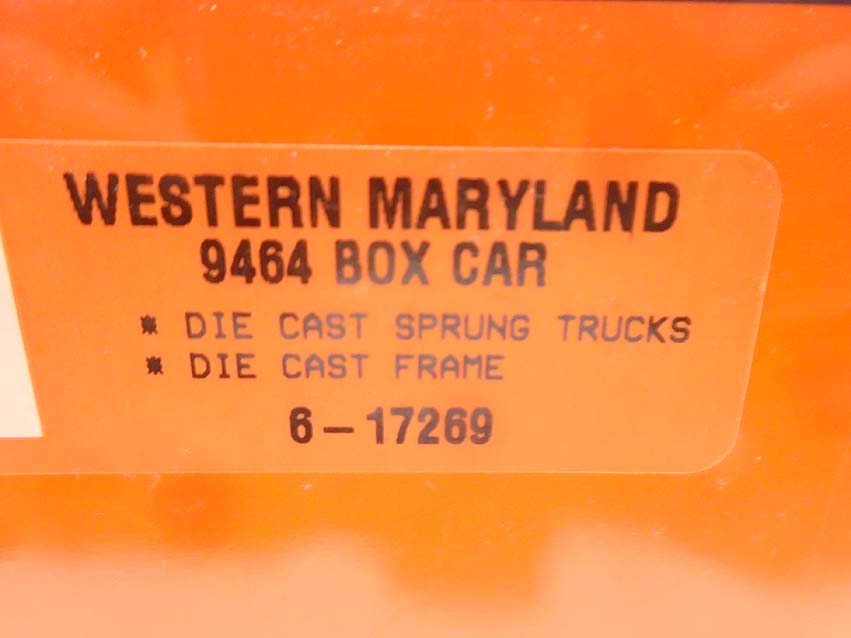 WESTERN MARYLAND
9464 BOX CAR
* DIE CAST SPRUNG TRUCKS
* DIE CAST FRAME
6-17269